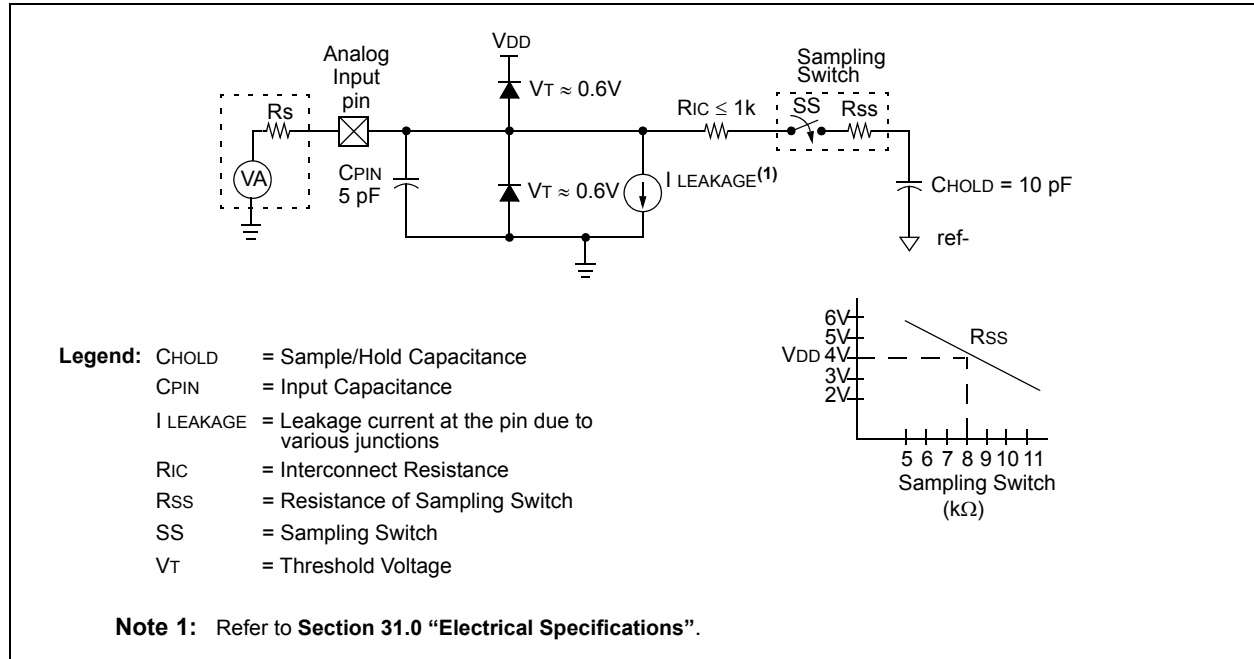 VDD
Analog
Input
pin
Sampling
Switch
Rs
VT ≈ 0.6V
RIC ≤ 1k
SS
Rss
VA
CPIN
5 pF
VT ≈ 0.6V
I LEAKAGE(1)
CHOLD = 10 pF
ref-
6V
5V
VDD 4V
3V
2V
RSS
5 6 7 8 9 10 11
Sampling Switch
(kΩ)
Legend: CHOLD = Sample/Hold Capacitance
CPIN = Input Capacitance
I LEAKAGE = Leakage current at the pin due to
various junctions
RIC = Interconnect Resistance
RSS = Resistance of Sampling Switch
SS = Sampling Switch
VT = Threshold Voltage
Note 1: Refer to Section 31.0 “Electrical Specifications”.